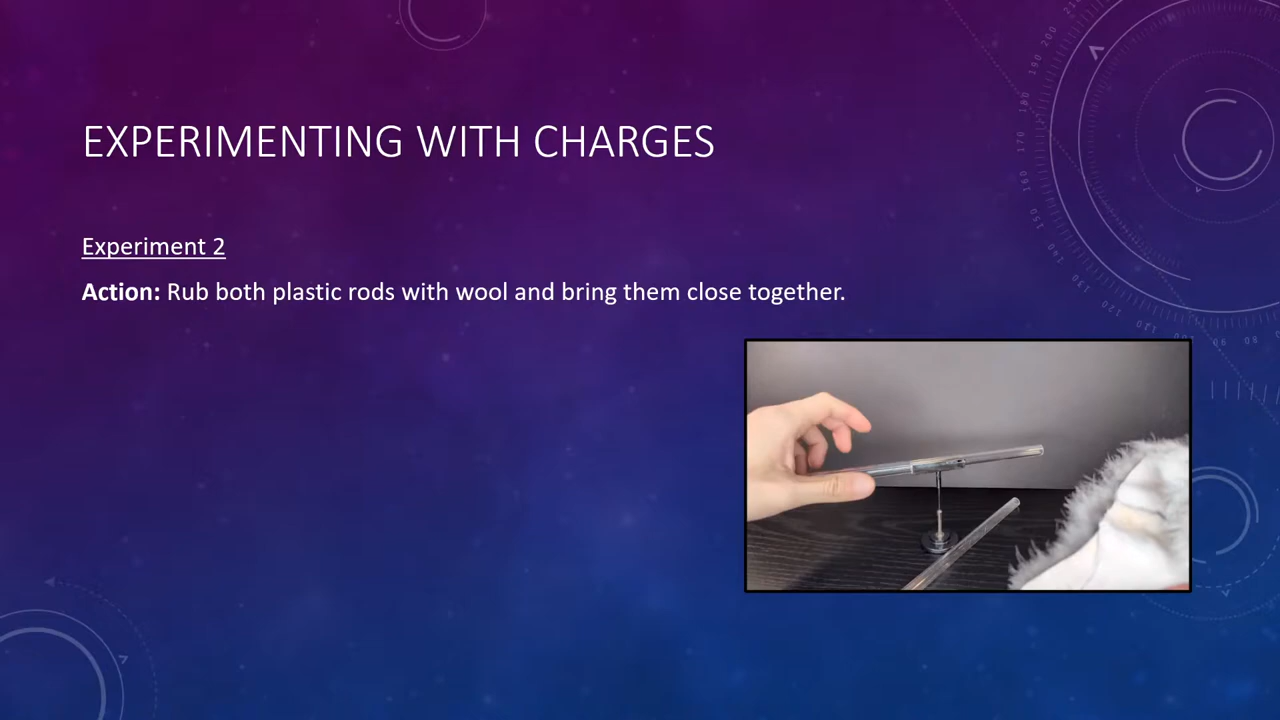 EXPERIMENTING WITH CHARGES
Experiment 2
Action: Rub both plastic rods with wool and bring them close together.